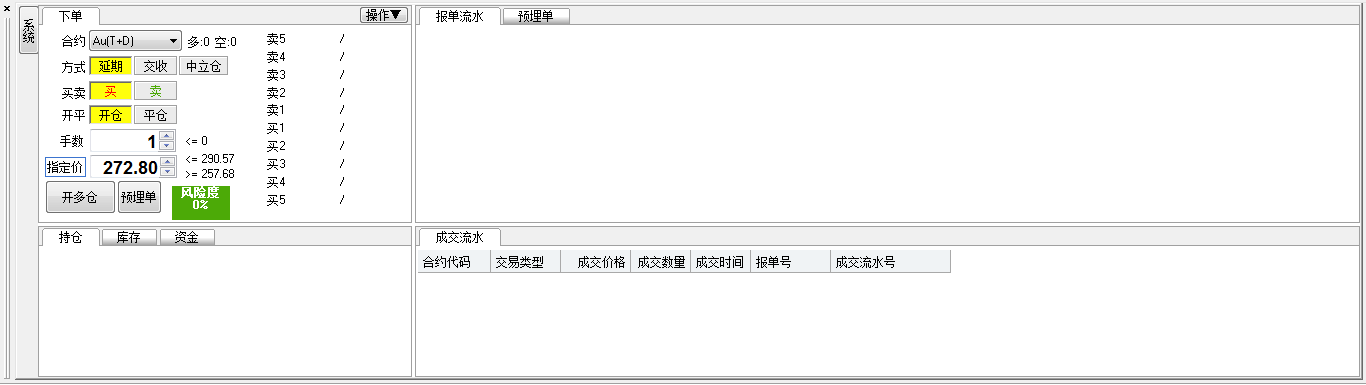 系统
下单
操作▼
合约 Au(T+D) 多:0 空:0
方式 延期 交收 中立仓
买卖 买 卖
开平 开仓 平仓
手数 1 <= 0
指定价 272.80 <= 290.57
>= 257.68
开多仓 预埋单 风险度
0%
卖5 /
卖4 /
卖3 /
卖2 /
卖1 /
买1 /
买2 /
买3 /
买4 /
买5 /
报单流水 预埋单
持仓 库存 资金
成交流水
合约代码 交易类型 成交价格 成交数量 成交时间 报单号 成交流水号